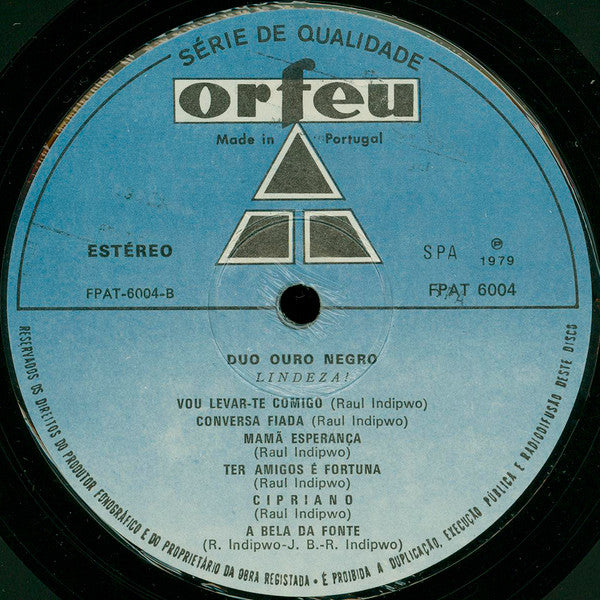 SÉRIE DE QUALIDADE
orfeu
Made in Portugal
ESTÉREO
SPA
℗
1979
FPAT-6004-B
FPAT 6004
DUO OURO NEGRO
LINDEZA!
VOU LEVAR-TE COMIGO (Raul Indipwo)
CONVERSA FIADA (Raul Indipwo)
MAMÃ ESPERANÇA
(Raul Indipwo)
TER AMIGOS É FORTUNA
(Raul Indipwo)
CIPRIANO
(Raul Indipwo)
A BELA DA FONTE
(R. Indipwo-J. B.-R. Indipwo)
RESERVADOS OS DIREITOS DO PRODUTOR FONOGRÁFICO E DO PROPRIETÁRIO DA OBRA REGISTADA • É PROIBIDA A DUPLICAÇÃO, EXECUÇÃO PÚBLICA E RADIODIFUSÃO DESTE DISCO